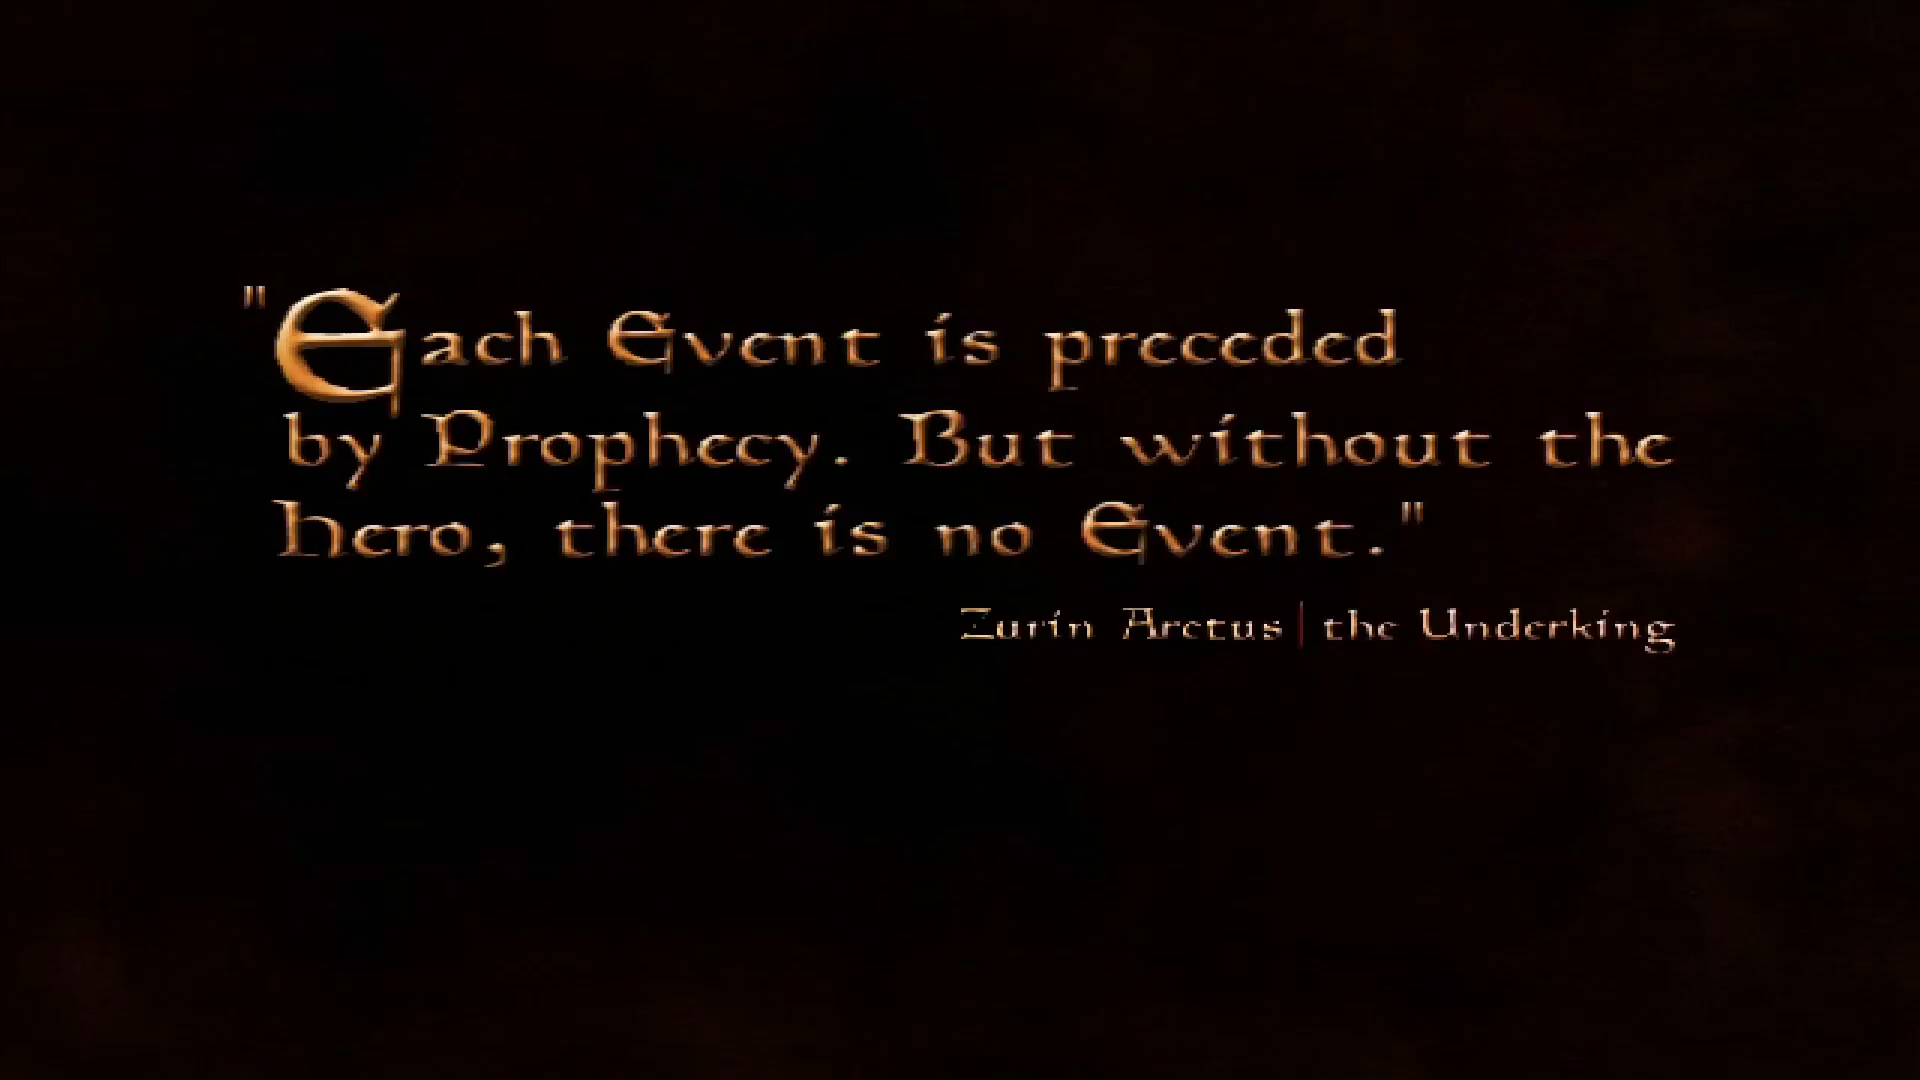 "Each Event is preceded
by Prophecy. But without the
hero, there is no Event."
Zurin Arctus | the Underking